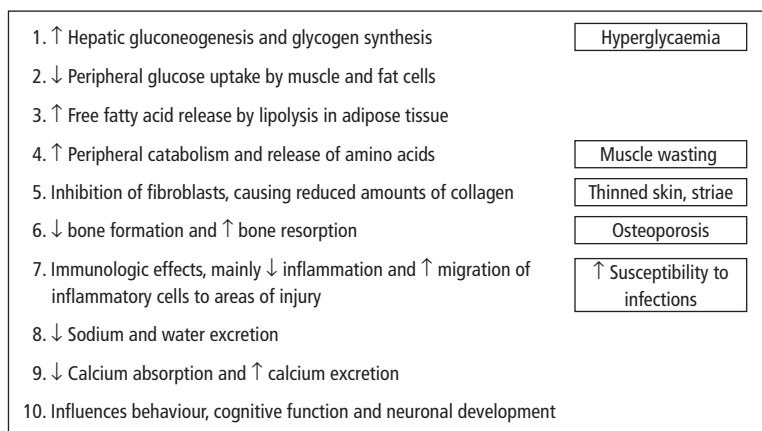 1. ↑ Hepatic gluconeogenesis and glycogen synthesis
Hyperglycaemia
2. ↓ Peripheral glucose uptake by muscle and fat cells
3. ↑ Free fatty acid release by lipolysis in adipose tissue
4. ↑ Peripheral catabolism and release of amino acids
Muscle wasting
5. Inhibition of fibroblasts, causing reduced amounts of collagen
Thinned skin, striae
6. ↓ bone formation and ↑ bone resorption
Osteoporosis
7. Immunologic effects, mainly ↓ inflammation and ↑ migration of
inflammatory cells to areas of injury
↑ Susceptibility to
infections
8. ↓ Sodium and water excretion
9. ↓ Calcium absorption and ↑ calcium excretion
10. Influences behaviour, cognitive function and neuronal development